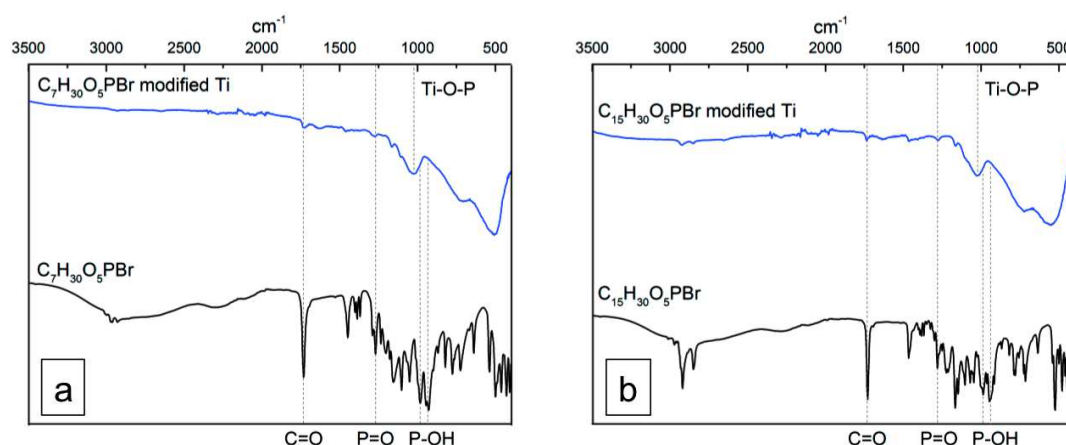 cm⁻¹
3500 3000 2500 2000 1500 1000 500
C₇H₃₀O₅PBr modified Ti
Ti-O-P
C₇H₃₀O₅PBr
a
C=O P=O P-OH
cm⁻¹
3500 3000 2500 2000 1500 1000 500
C₁₅H₃₀O₅PBr modified Ti
Ti-O-P
C₁₅H₃₀O₅PBr
b
C=O P=O P-OH